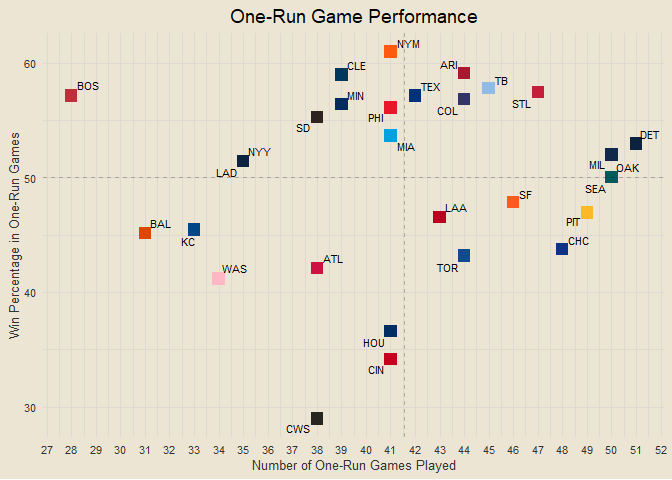 One-Run Game Performance
Win Percentage in One-Run Games
60
50
40
30
NYM
ARI
CLE
TB
BOS
TEX
MIN
COL
STL
PHI
SD
DET
MIA
NYY
MIL
OAK
LAD
SEA
SF
LAA
PIT
BAL
KC
CHC
ATL
TOR
WAS
HOU
CIN
CWS
27 28 29 30 31 32 33 34 35 36 37 38 39 40 41 42 43 44 45 46 47 48 49 50 51 52
Number of One-Run Games Played